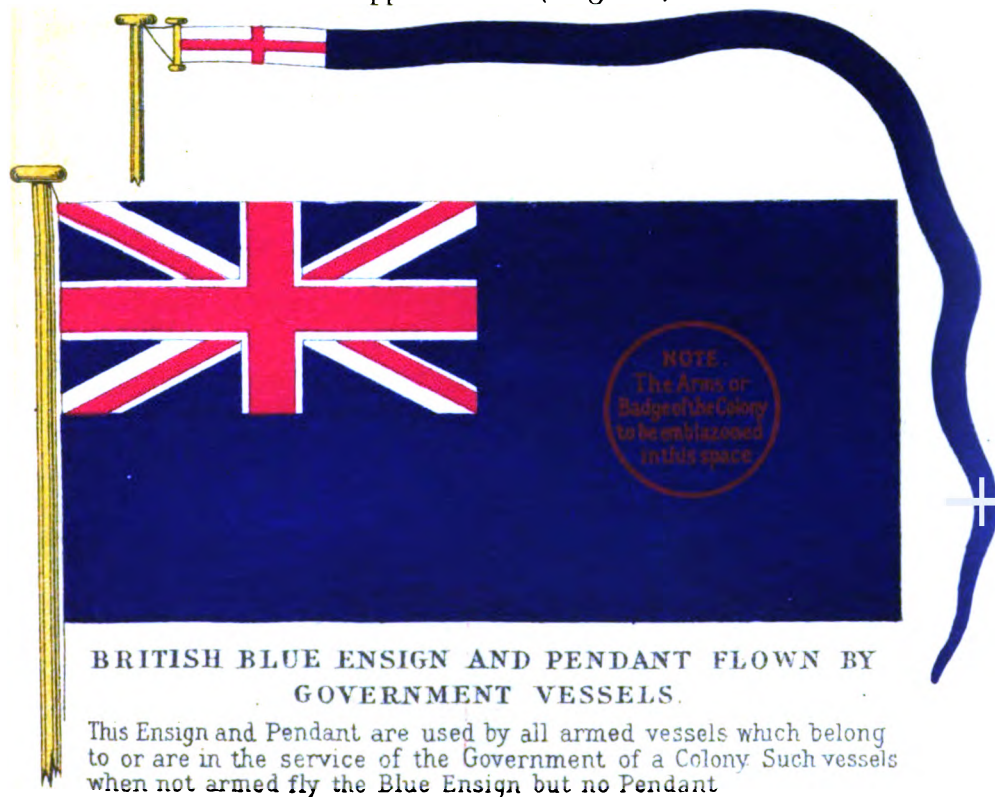 NOTE.
The Arms or
Badge of the Colony
to be emblazoned
in this space
BRITISH BLUE ENSIGN AND PENDANT FLOWN BY
GOVERNMENT VESSELS.
This Ensign and Pendant are used by all armed vessels which belong
to or are in the service of the Government of a Colony. Such vessels
when not armed fly the Blue Ensign but no Pendant